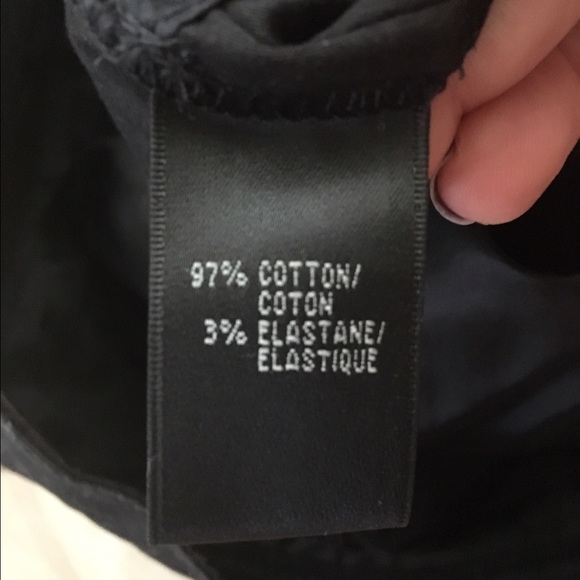 97% COTTON/
COTON
3% ELASTANE/
ELASTIQUE